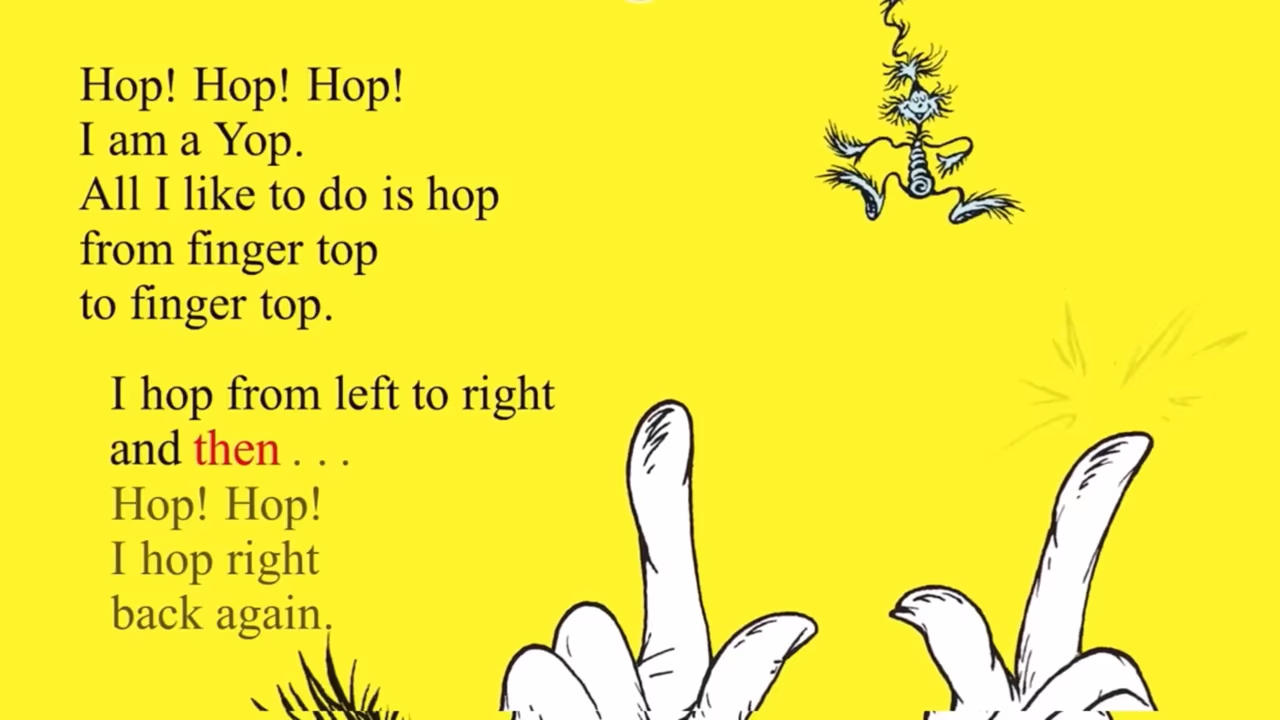 Hop! Hop! Hop!
I am a Yop.
All I like to do is hop
from finger top
to finger top.
I hop from left to right
and then . . .
Hop! Hop!
I hop right
back again.